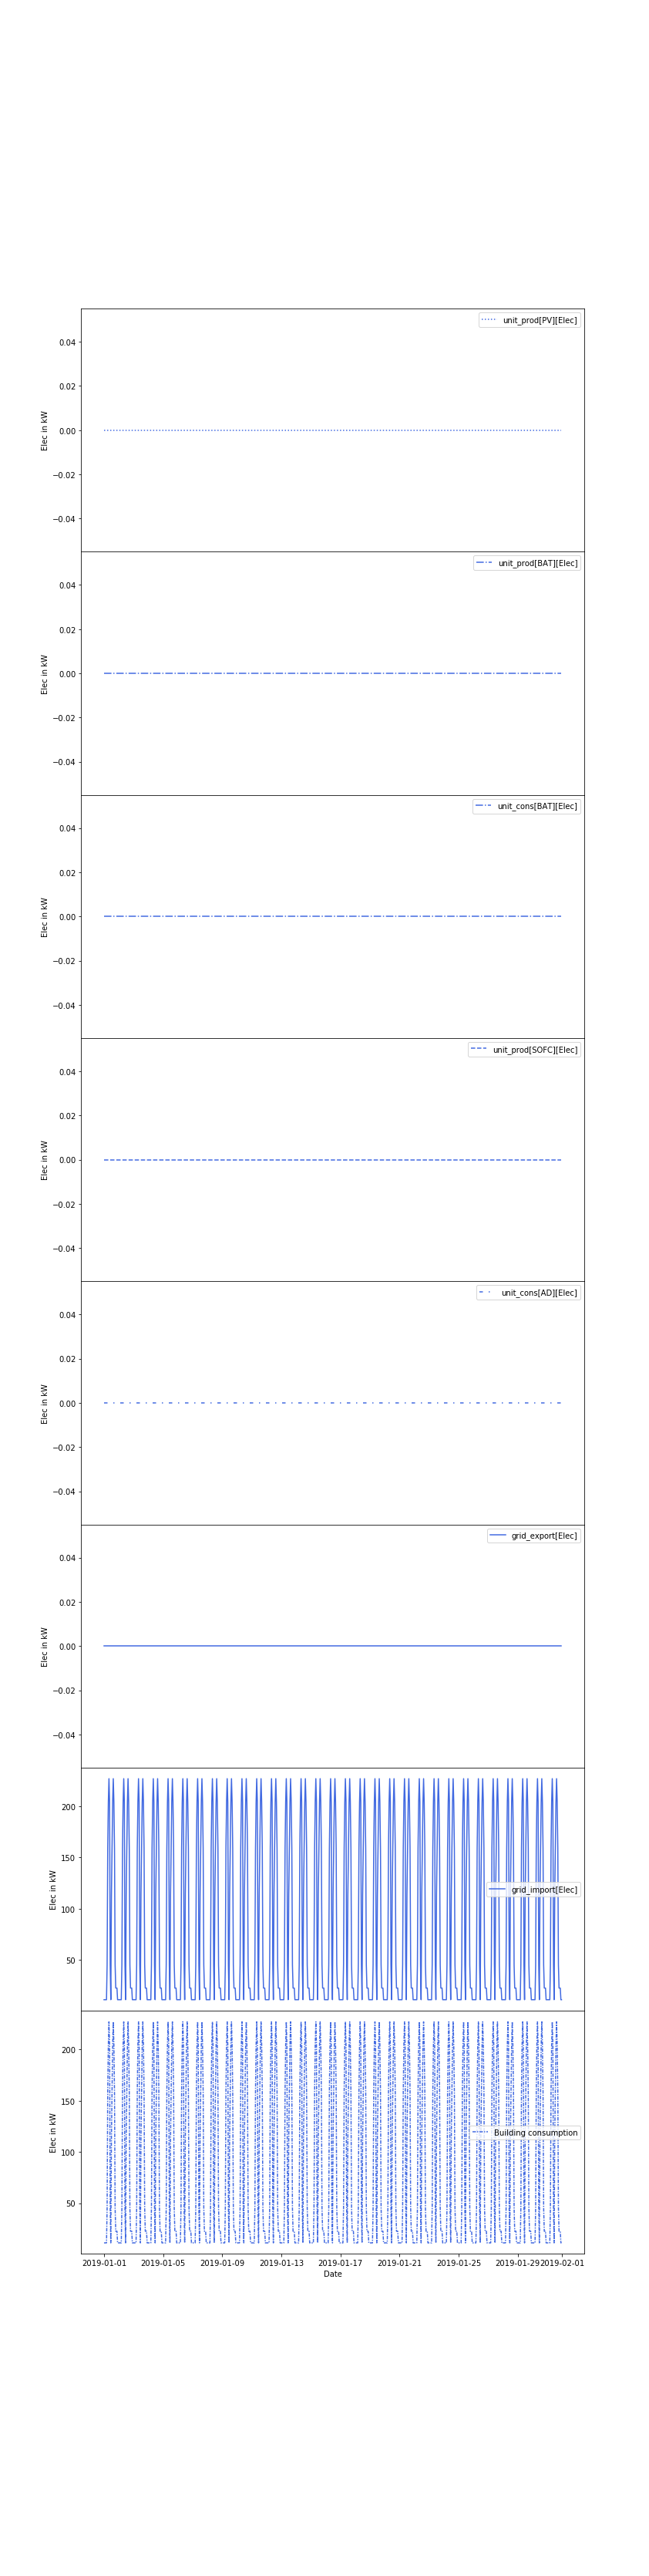 unit_prod[PV][Elec]
0.04
0.02
0.00
−0.02
−0.04
Elec in kW
unit_prod[BAT][Elec]
0.04
0.02
0.00
−0.02
−0.04
Elec in kW
unit_cons[BAT][Elec]
0.04
0.02
0.00
−0.02
−0.04
Elec in kW
unit_prod[SOFC][Elec]
0.04
0.02
0.00
−0.02
−0.04
Elec in kW
unit_cons[AD][Elec]
0.04
0.02
0.00
−0.02
−0.04
Elec in kW
grid_export[Elec]
0.04
0.02
0.00
−0.02
−0.04
Elec in kW
200
150
100
50
Elec in kW
grid_import[Elec]
200
150
100
50
Elec in kW
Building consumption
2019-01-01 2019-01-05 2019-01-09 2019-01-13 2019-01-17 2019-01-21 2019-01-25 2019-01-29 2019-02-01
Date